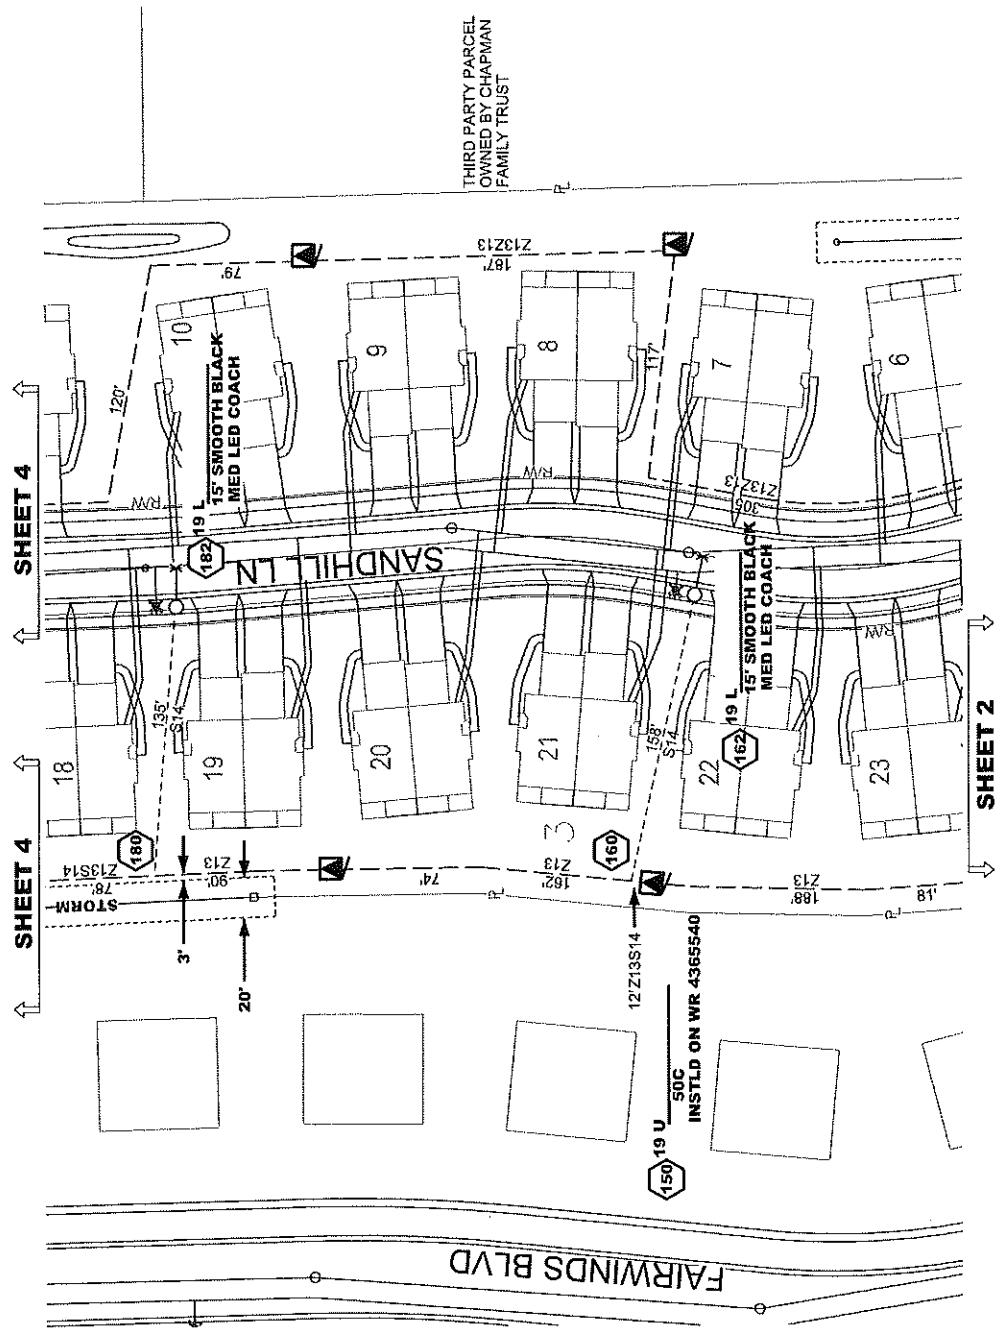 SHEET 4
SHEET 4
THIRD PARTY PARCEL
OWNED BY CHAPMAN
FAMILY TRUST
79'
187'
Z13Z13
120'
117'
10
9
8
7
6
15' SMOOTH BLACK
MED LED COACH
182 19 L
R/W
R/W
305'
Z13Z13
SANDHILL LN
15' SMOOTH BLACK
MED LED COACH
162 19 L
R/W
135'
S14
158'
S14
18
19
20
21
22
23
3
180
160
Z13S14
78'
Z13
90'
74'
Z13
162'
Z13
188'
STORM
3'
20'
12'Z13S14
SHEET 2
150 19 U
50C
INSTLD ON WR 4365540
FAIRWINDS BLVD